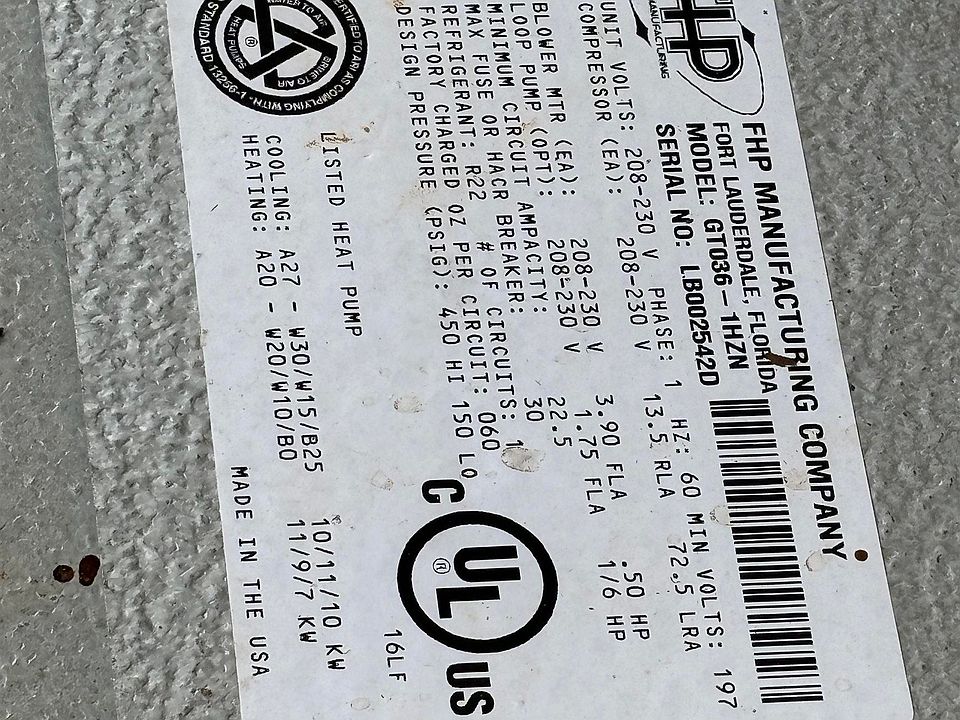 FHP
MANUFACTURING
FHP MANUFACTURING COMPANY
FORT LAUDERDALE, FLORIDA
MODEL: GT036-1HZN
SERIAL NO: LB002542D
UNIT VOLTS: 208-230 V PHASE: 1 HZ: 60 MIN VOLTS: 197
COMPRESSOR (EA): 208-230 V 13.5 RLA 72.5 LRA
BLOWER MTR (EA): 208-230 V 3.90 FLA .50 HP
LOOP PUMP (OPT): 208-230 V 1.75 FLA 1/6 HP
MINIMUM CIRCUIT AMPACITY: 22.5
MAX FUSE OR HACR BREAKER: 30
REFRIGERANT: R22 # OF CIRCUITS: 1
FACTORY CHARGED OZ PER CIRCUIT: 060
DESIGN PRESSURE (PSIG): 450 HI 150 LO
C UL® US
16LF
LISTED HEAT PUMP
COOLING: A27 - W30/W15/B25 10/11/10 KW
HEATING: A20 - W20/W10/B0 11/9/7 KW
MADE IN THE USA
CERTIFIED TO ARI AS COMPLYING WITH
STANDARD 13256-1
WATER TO AIR
BRINE TO AIR
HEAT PUMPS
®